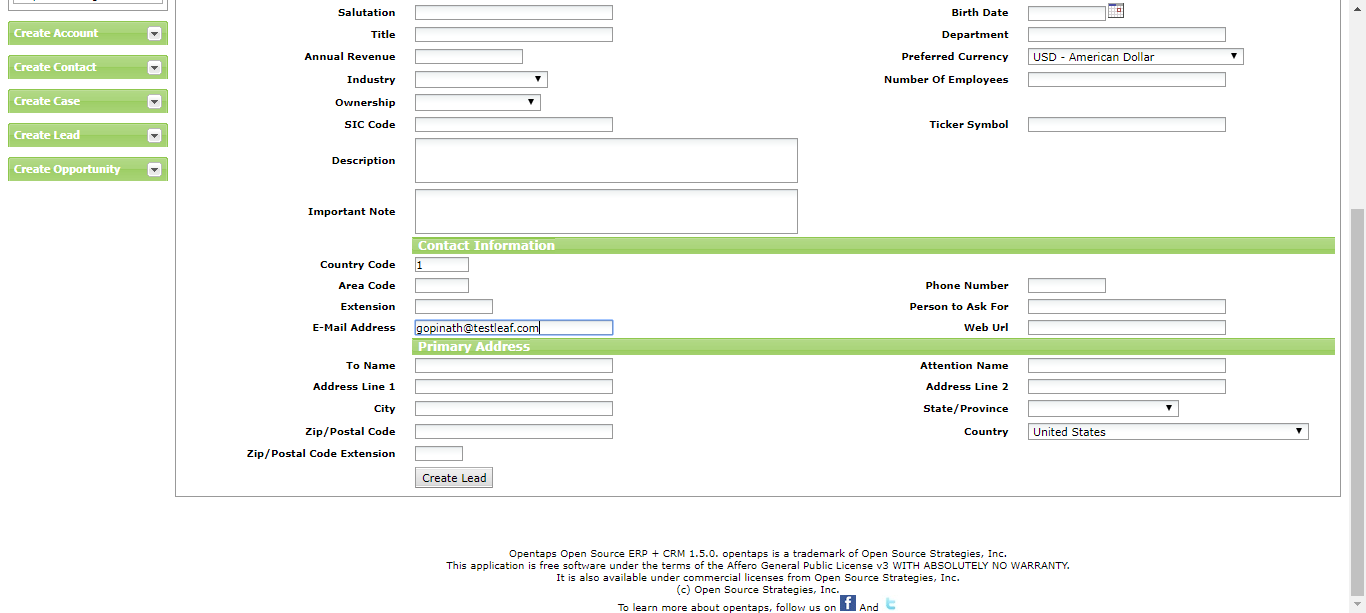 Salutation Birth Date
Create Account Title Department
Annual Revenue Preferred Currency USD - American Dollar
Create Contact Industry Number Of Employees
Create Case Ownership
SIC Code Ticker Symbol
Create Lead
Description
Create Opportunity
Important Note
Contact Information
Country Code 1
Area Code Phone Number
Extension Person to Ask For
E-Mail Address gopinath@testleaf.com Web Url
Primary Address
To Name Attention Name
Address Line 1 Address Line 2
City State/Province
Zip/Postal Code Country United States
Zip/Postal Code Extension
Create Lead
Opentaps Open Source ERP + CRM 1.5.0. opentaps is a trademark of Open Source Strategies, Inc.
This application is free software under the terms of the Affero General Public License v3 WITH ABSOLUTELY NO WARRANTY.
It is also available under commercial licenses from Open Source Strategies, Inc.
(c) Open Source Strategies, Inc.
To learn more about opentaps, follow us on f And t